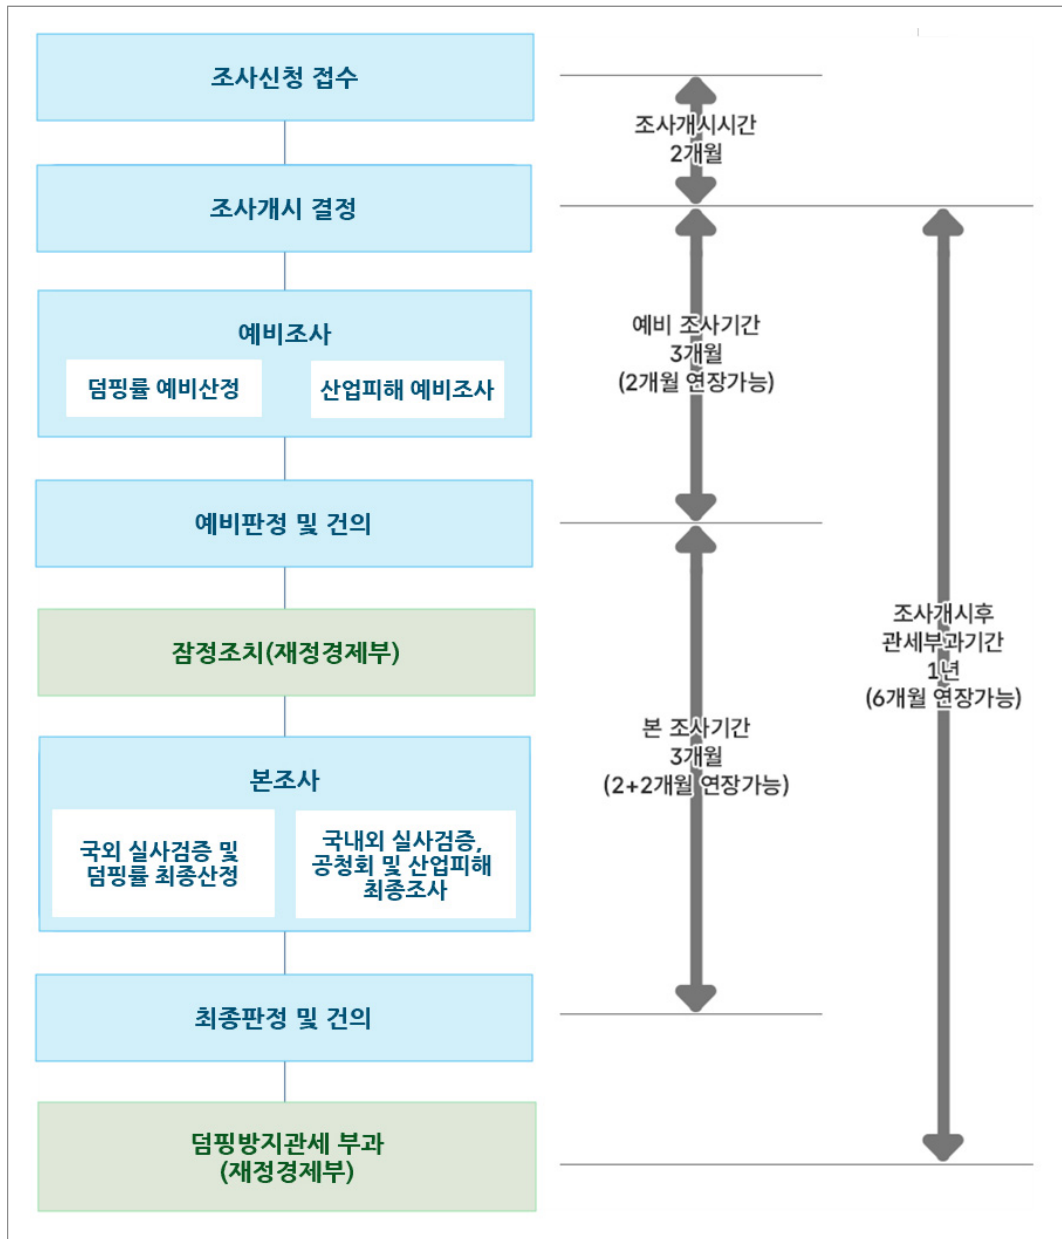 조사신청 접수
조사개시시간
2개월
조사개시 결정
예비조사
덤핑률 예비산정
산업피해 예비조사
예비 조사기간
3개월
(2개월 연장가능)
예비판정 및 건의
잠정조치(재정경제부)
조사개시후
관세부과기간
1년
(6개월 연장가능)
본조사
국외 실사검증 및
덤핑률 최종산정
국내외 실사검증,
공청회 및 산업피해
최종조사
본 조사기간
3개월
(2+2개월 연장가능)
최종판정 및 건의
덤핑방지관세 부과
(재정경제부)